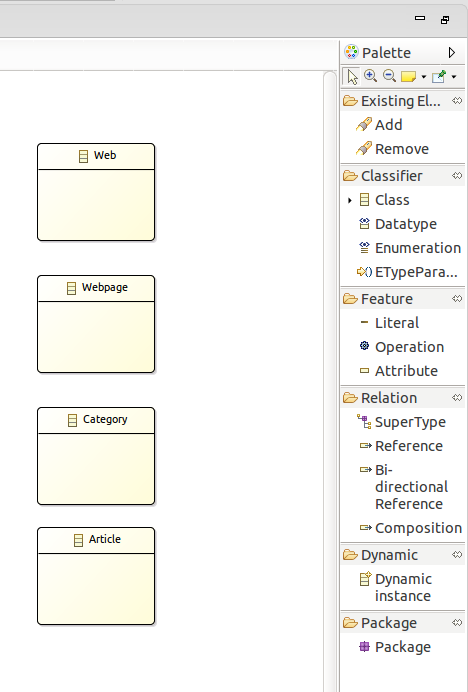 Palette
Existing El...
Add
Remove
Web
Classifier
Class
Datatype
Enumeration
ETypePara...
Webpage
Feature
Literal
Operation
Attribute
Relation
SuperType
Reference
Bi-
directional
Reference
Composition
Category
Article
Dynamic
Dynamic
instance
Package
Package